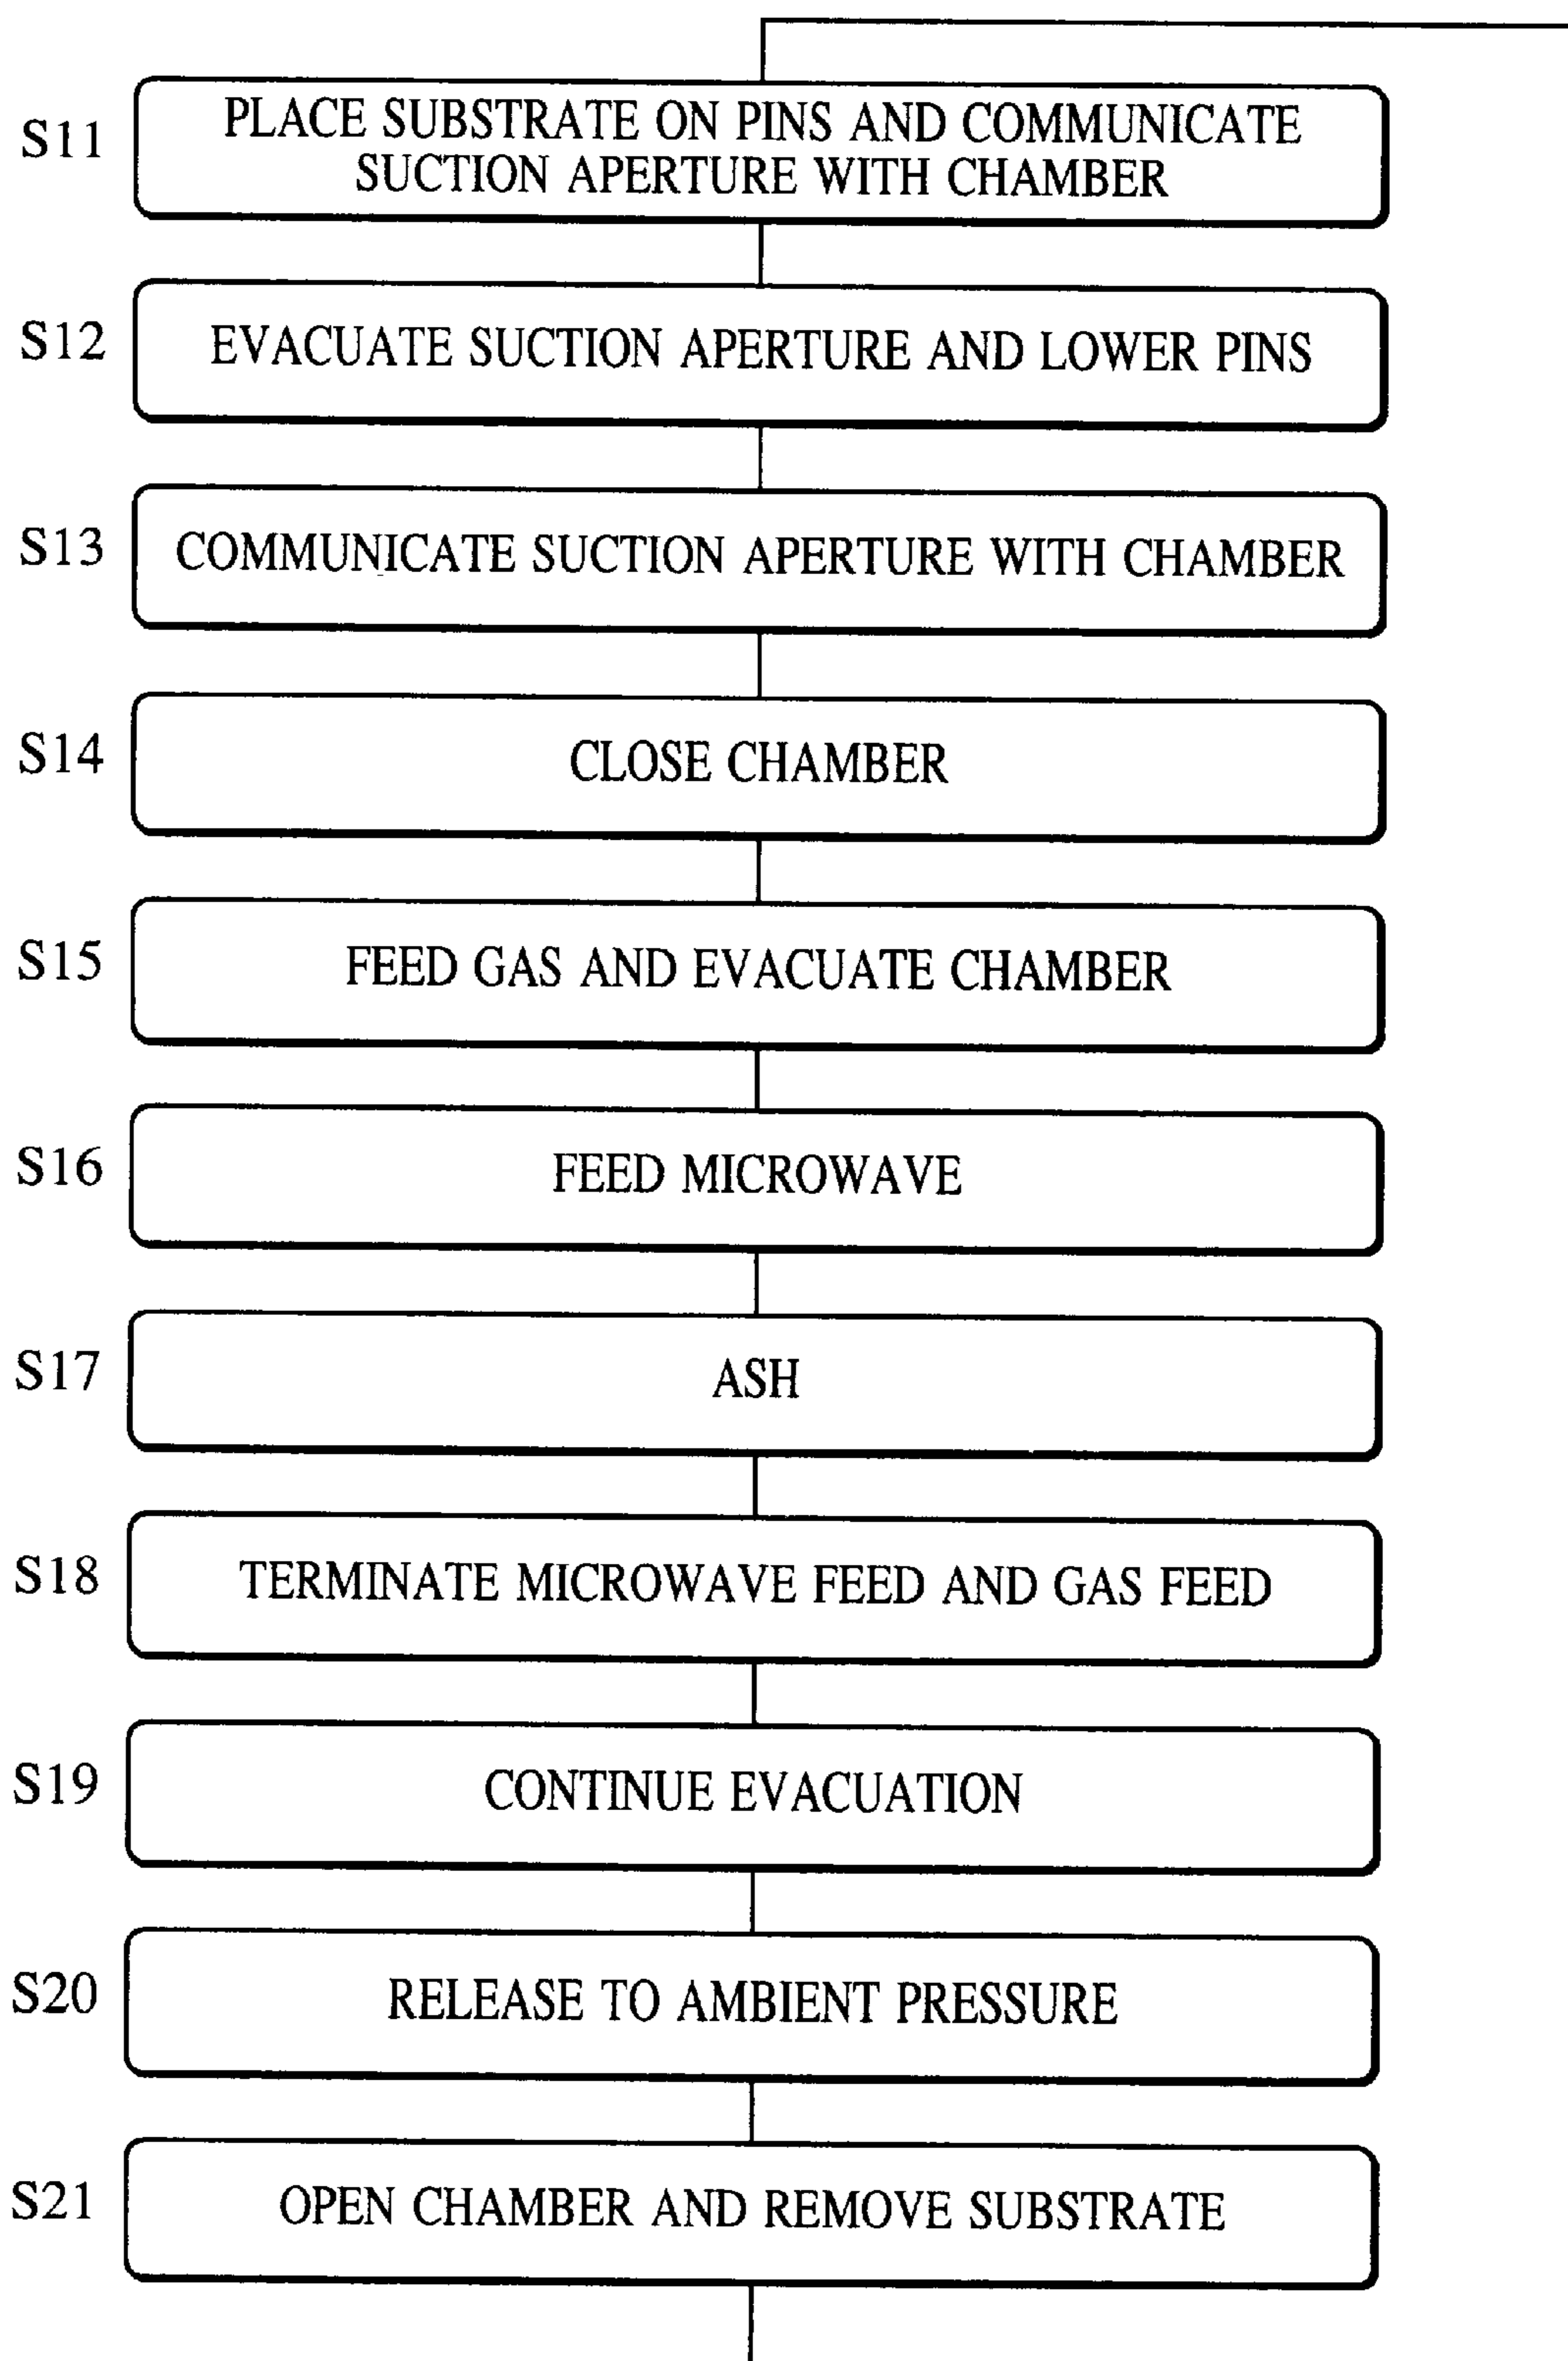 S11
PLACE SUBSTRATE ON PINS AND COMMUNICATE
SUCTION APERTURE WITH CHAMBER
S12
EVACUATE SUCTION APERTURE AND LOWER PINS
S13
COMMUNICATE SUCTION APERTURE WITH CHAMBER
S14
CLOSE CHAMBER
S15
FEED GAS AND EVACUATE CHAMBER
S16
FEED MICROWAVE
S17
ASH
S18
TERMINATE MICROWAVE FEED AND GAS FEED
S19
CONTINUE EVACUATION
S20
RELEASE TO AMBIENT PRESSURE
S21
OPEN CHAMBER AND REMOVE SUBSTRATE